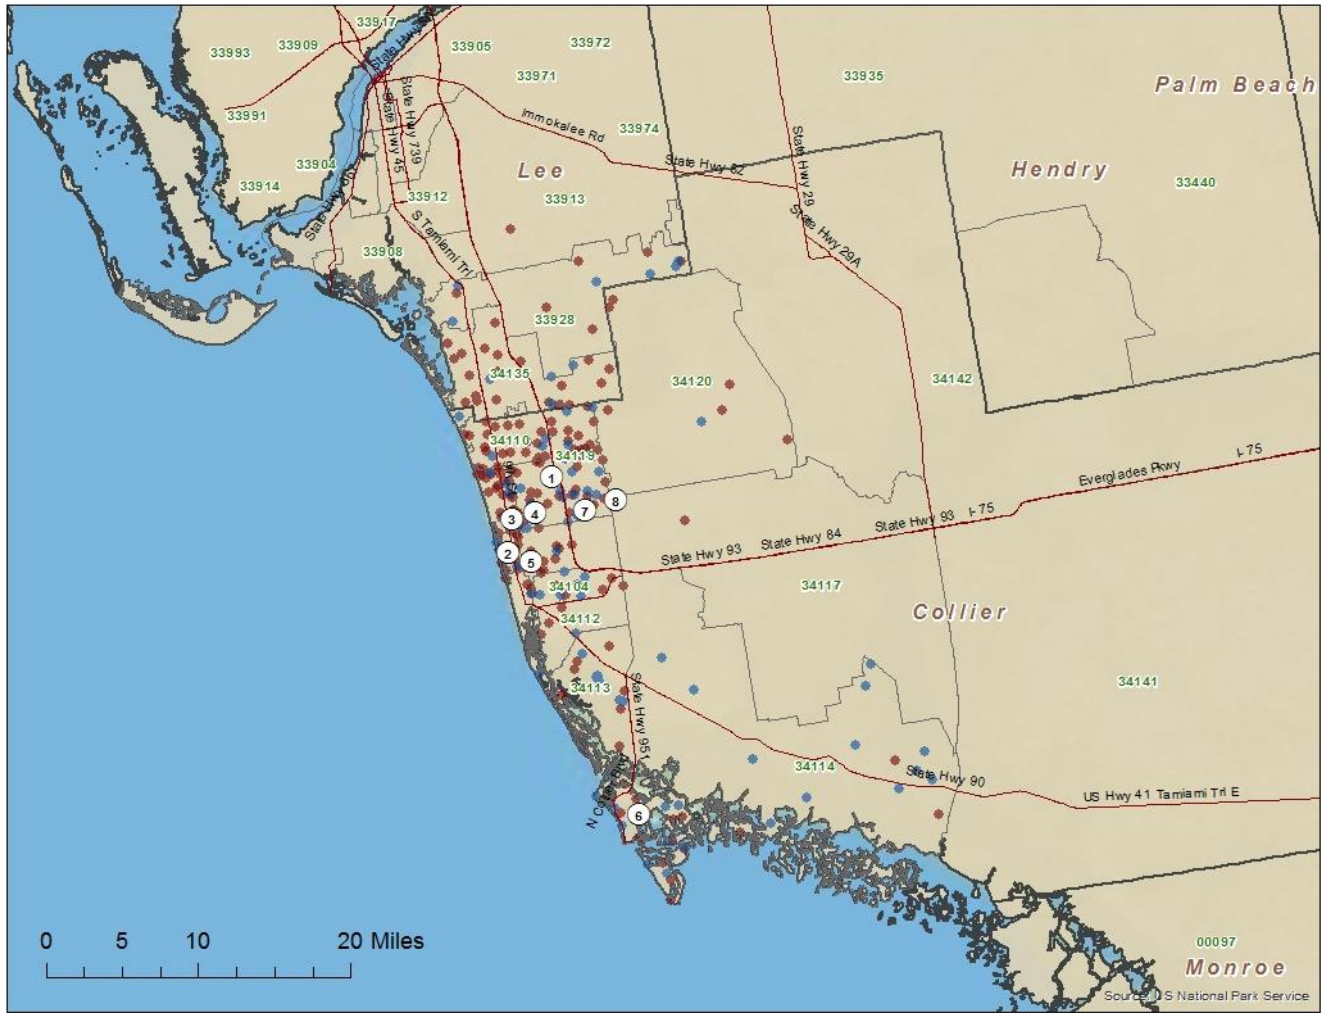 33917
33993
33909
State Hwy 80
33905
33972
33971
33935
Palm Beach
33991
State Hwy 45
State Hwy 739
Immokalee Rd
33974
State Hwy 82
State Hwy 29
33904
33914
33912
Lee
33913
Hendry
33440
State Hwy 29A
S Tamiami Trl
33908
33928
34135
34120
34142
34110
34119
9th St
Everglades Pkwy
I-75
1
8
3
4
7
State Hwy 93
I-75
State Hwy 84
State Hwy 93
2
5
34104
34117
34112
Collier
34113
34141
State Hwy 951
34114
State Hwy 90
US Hwy 41 Tamiami Trl E
N Collier Blvd
6
0 5 10 20 Miles
00097
Monroe
Source: US National Park Service